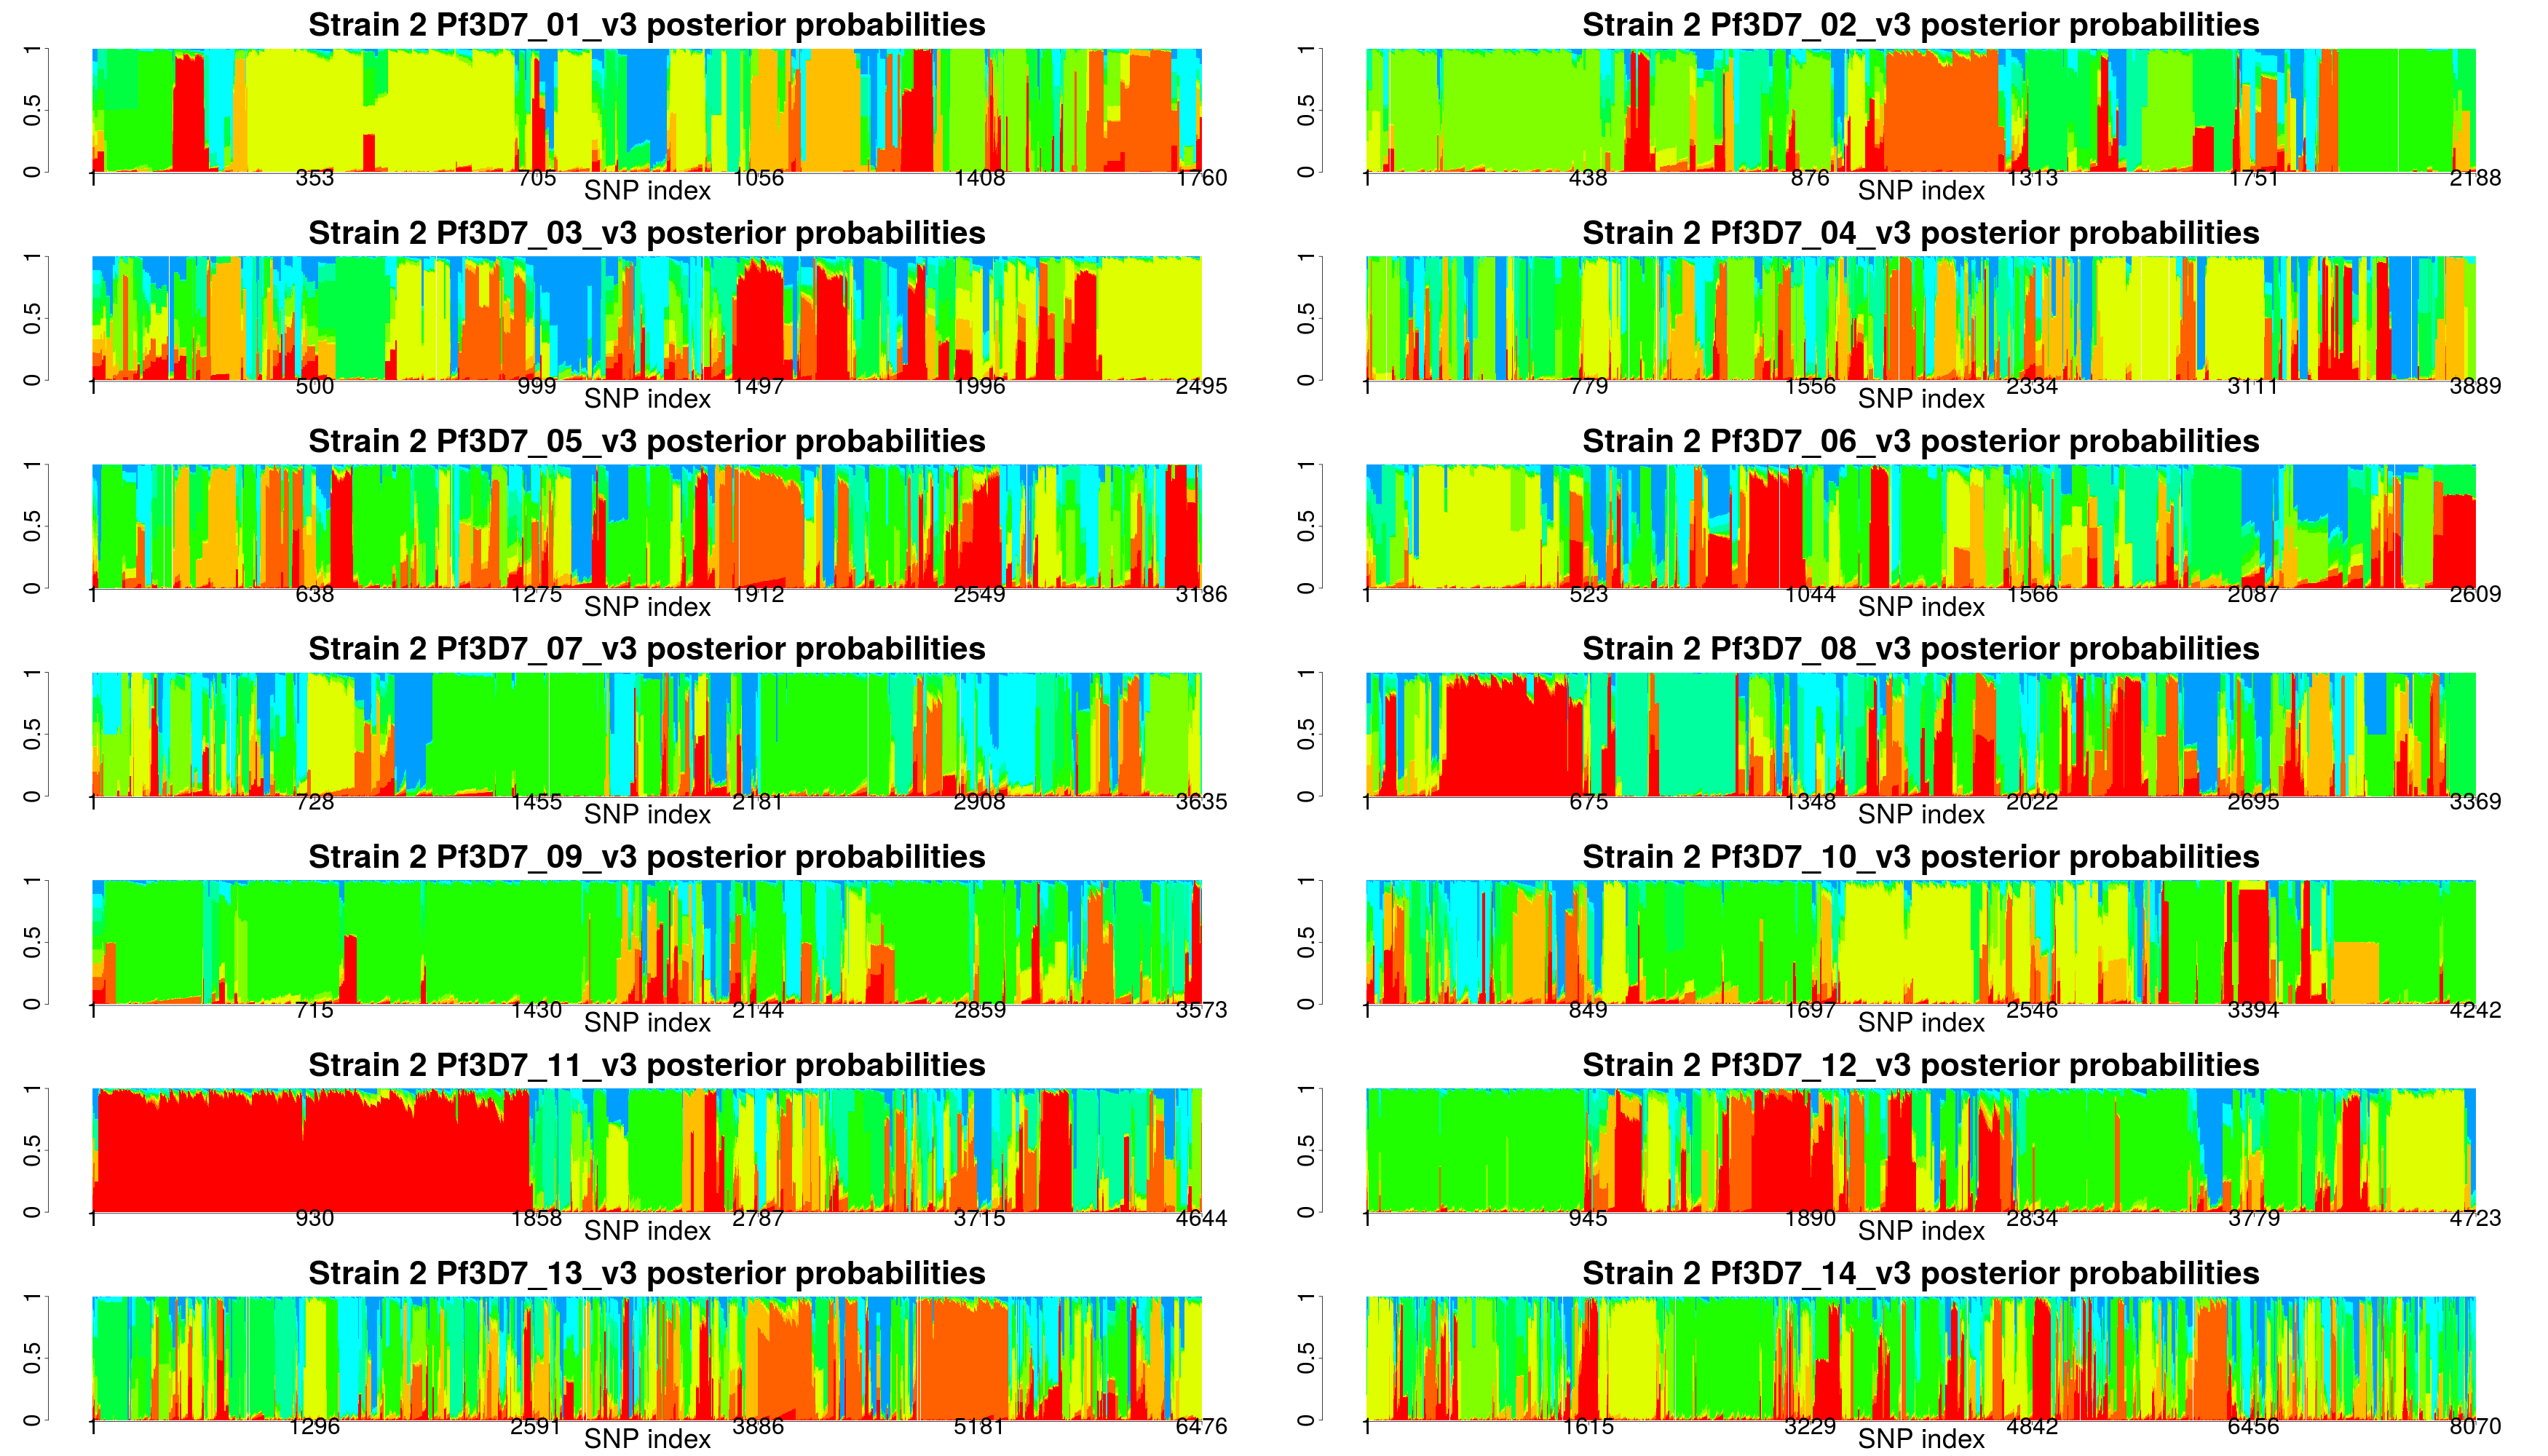 Strain 2 Pf3D7_01_v3 posterior probabilities
0 0.5 1
1 353 705 1056 1408 1760
SNP index
Strain 2 Pf3D7_02_v3 posterior probabilities
0 0.5 1
1 438 876 1313 1751 2188
SNP index
Strain 2 Pf3D7_03_v3 posterior probabilities
0 0.5 1
1 500 999 1497 1996 2495
SNP index
Strain 2 Pf3D7_04_v3 posterior probabilities
0 0.5 1
1 779 1556 2334 3111 3889
SNP index
Strain 2 Pf3D7_05_v3 posterior probabilities
0 0.5 1
1 638 1275 1912 2549 3186
SNP index
Strain 2 Pf3D7_06_v3 posterior probabilities
0 0.5 1
1 523 1044 1566 2087 2609
SNP index
Strain 2 Pf3D7_07_v3 posterior probabilities
0 0.5 1
1 728 1455 2181 2908 3635
SNP index
Strain 2 Pf3D7_08_v3 posterior probabilities
0 0.5 1
1 675 1348 2022 2695 3369
SNP index
Strain 2 Pf3D7_09_v3 posterior probabilities
0 0.5 1
1 715 1430 2144 2859 3573
SNP index
Strain 2 Pf3D7_10_v3 posterior probabilities
0 0.5 1
1 849 1697 2546 3394 4242
SNP index
Strain 2 Pf3D7_11_v3 posterior probabilities
0 0.5 1
1 930 1858 2787 3715 4644
SNP index
Strain 2 Pf3D7_12_v3 posterior probabilities
0 0.5 1
1 945 1890 2834 3779 4723
SNP index
Strain 2 Pf3D7_13_v3 posterior probabilities
0 0.5 1
1 1296 2591 3886 5181 6476
SNP index
Strain 2 Pf3D7_14_v3 posterior probabilities
0 0.5 1
1 1615 3229 4842 6456 8070
SNP index